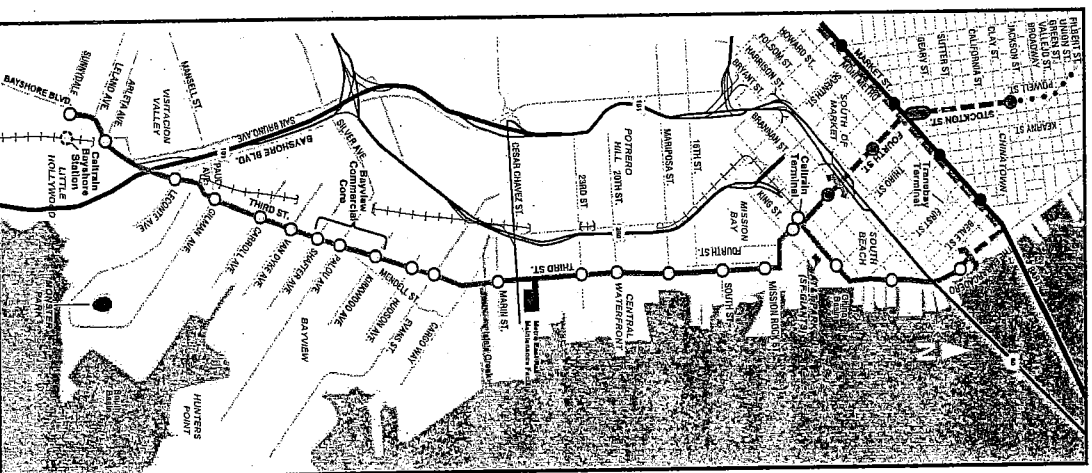 FILBERT ST.
UNION ST.
GREEN ST.
VALLEJO ST.
BROADWAY
JACKSON ST.
CLAY ST.
CALIFORNIA ST.
SUTTER ST.
GEARY ST.
POWELL ST.
STOCKTON ST.
KEARNY ST.
CHINATOWN
MARKET ST.
SOUTH OF
MARKET
FOURTH ST.
THIRD ST.
FIRST ST.
BEALE ST.
Transbay
Terminal
HOWARD ST.
FOLSOM ST.
HARRISON ST.
BRYANT ST.
BRANNAN ST.
KING ST.
Caltrain
Terminal
SOUTH
BEACH
MISSION
BAY
16TH ST.
MARIPOSA ST.
POTRERO
HILL
20TH ST.
23RD ST
CESAR CHAVEZ ST.
FOURTH ST.
MISSION ROCK
SOUTH ST.
CENTRAL
WATERFRONT
THIRD ST.
MARIN ST.
CARGO WAY
EVANS ST.
HUDSON AVE
MENDELL ST.
KIRKWOOD AVE
PALOU AVE
SHAFTER AVE
VAN DYKE AVE
CARROLL AVE
GILMAN AVE
LECONTE AVE
PAUL
AVE
THIRD ST.
Bayview
Commercial
Core
SILVER AVE.
BAYSHORE BLVD.
SAN BRUNO AVE.
101
MANSELL ST.
VISITACION
VALLEY
ARLETA AVE.
LELAND AVE
SUNNYDALE
BAYSHORE BLVD.
Caltrain
Bayshore
Station
LITTLE
HOLLYWOOD
BAYVIEW
HUNTERS
POINT
N